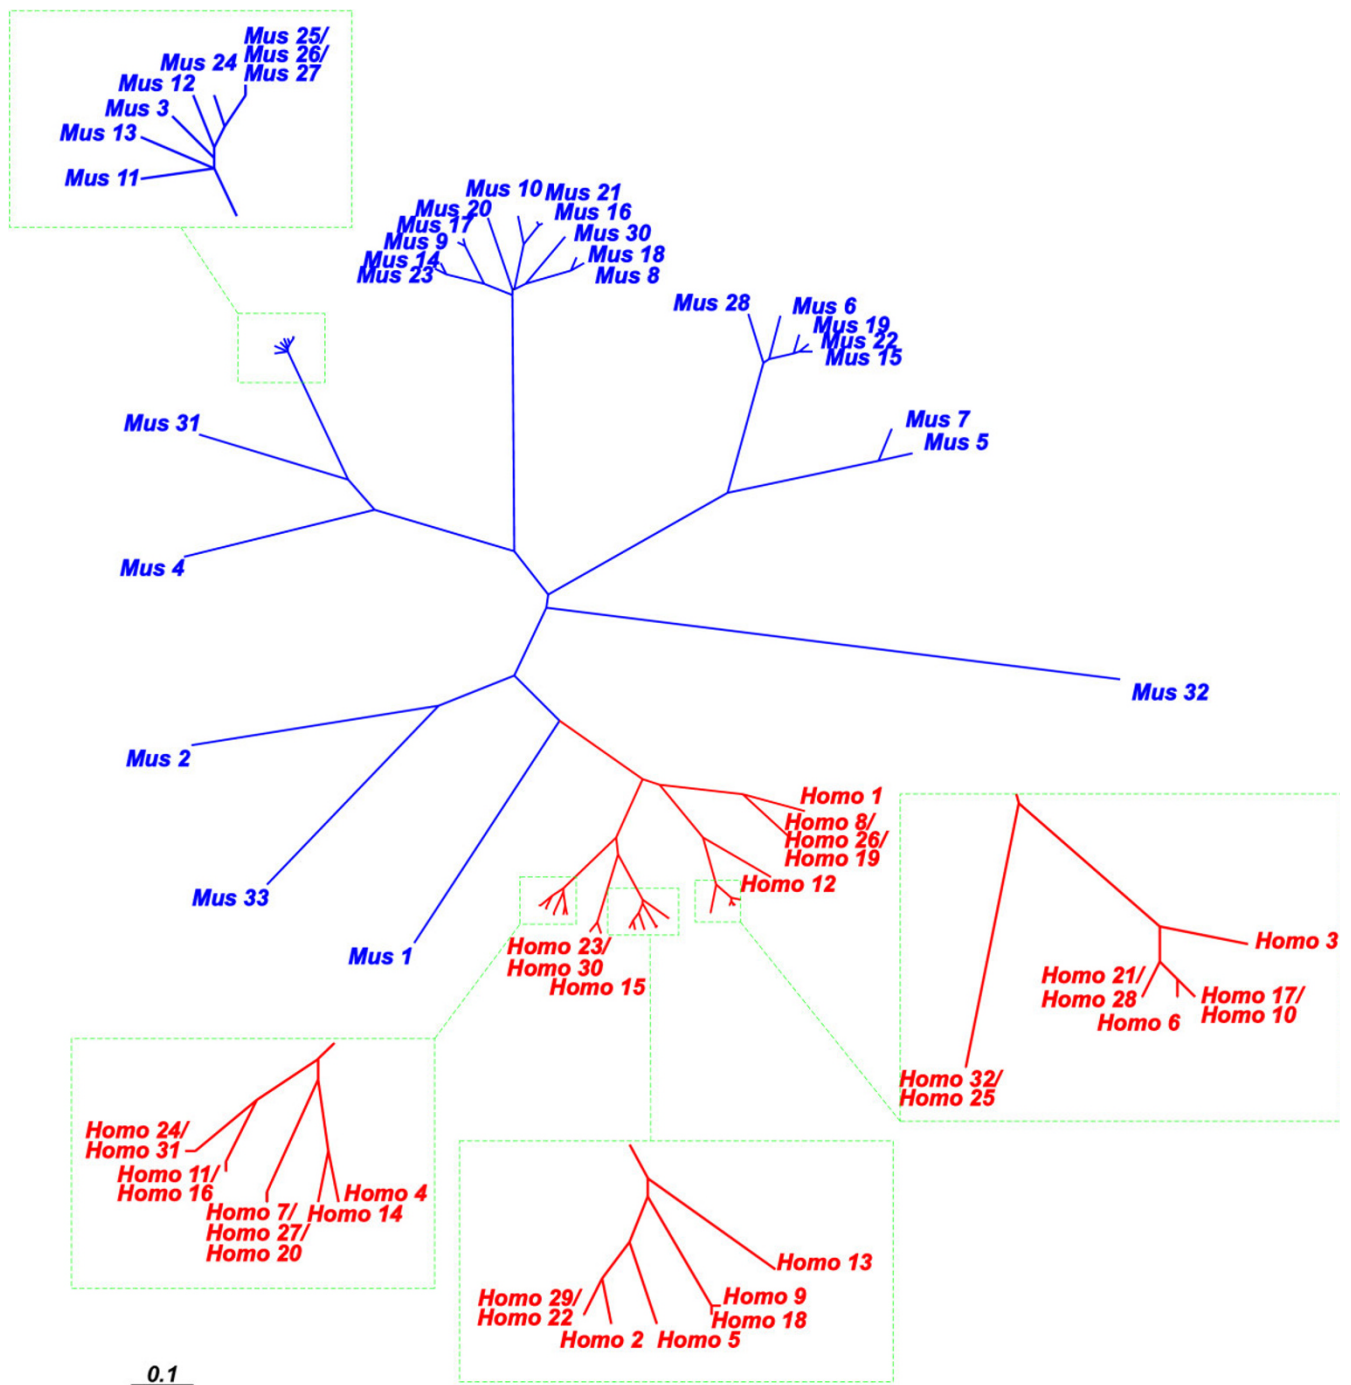 Mus 25/
Mus 26/
Mus 27
Mus 24
Mus 12
Mus 3
Mus 13
Mus 11
Mus 10
Mus 21
Mus 20
Mus 16
Mus 17
Mus 30
Mus 9
Mus 18
Mus 14
Mus 23
Mus 8
Mus 28
Mus 6
Mus 19
Mus 22
Mus 15
Mus 31
Mus 7
Mus 5
Mus 4
Mus 32
Mus 2
Mus 33
Mus 1
Homo 1
Homo 8/
Homo 26/
Homo 19
Homo 12
Homo 23/
Homo 30
Homo 15
Homo 3
Homo 21/
Homo 28
Homo 17/
Homo 10
Homo 6
Homo 32/
Homo 25
Homo 24/
Homo 31
Homo 11/
Homo 16
Homo 4
Homo 7/
Homo 14
Homo 27/
Homo 20
Homo 13
Homo 29/
Homo 22
Homo 9
Homo 18
Homo 2
Homo 5
0.1